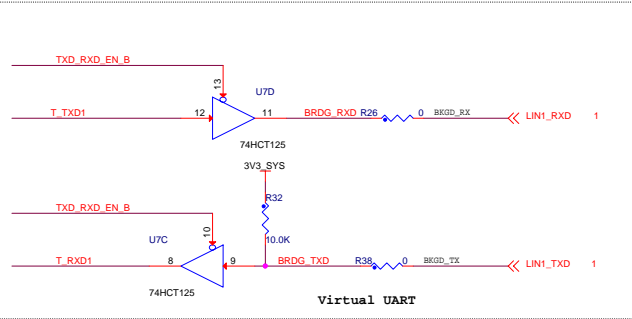 TXD_RXD_EN_B
13
U7D
T_TXD1 12 11 BRDG_RXD R26 0 BKGD_RX LIN1_RXD 1
74HCT125
3V3_SYS
R32
TXD_RXD_EN_B
10
U7C 10.0K
T_RXD1 8 9 BRDG_TXD R38 0 BKGD_TX LIN1_TXD 1
74HCT125
Virtual UART